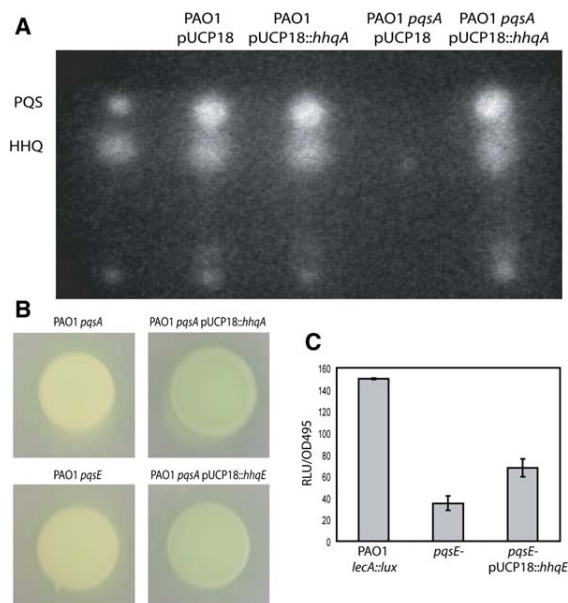 A
PAO1 PAO1 PAO1 pqsA PAO1 pqsA
pUCP18 pUCP18::hhqA pUCP18 pUCP18::hhqA
PQS
HHQ
B
PAO1 pqsA PAO1 pqsA pUCP18::hhqA
PAO1 pqsE PAO1 pqsA pUCP18::hhqE
C
RLU/OD495
160
140
120
100
80
60
40
20
0
PAO1 pqsE- pqsE-
lecA::lux pUCP18::hhqE